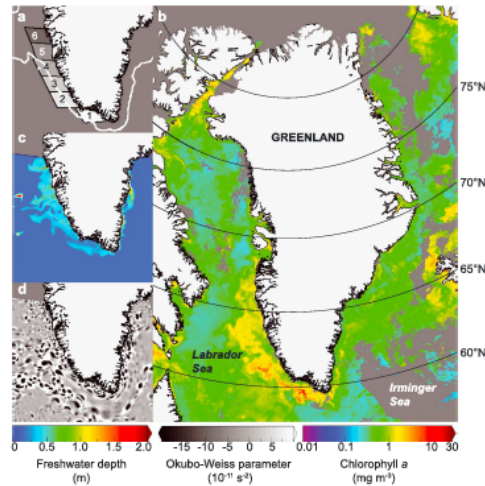 a
b
6
5
4
3
2
1
75°N
GREENLAND
c
70°N
65°N
d
Labrador
Sea
Irminger
Sea
60°N
0 0.5 1.0 1.5 2.0
-15 -10 -5 0 5
0.01 0.1 1 10 30
Freshwater depth
(m)
Okubo-Weiss parameter
(10⁻¹¹ s⁻²)
Chlorophyll a
(mg m⁻³)